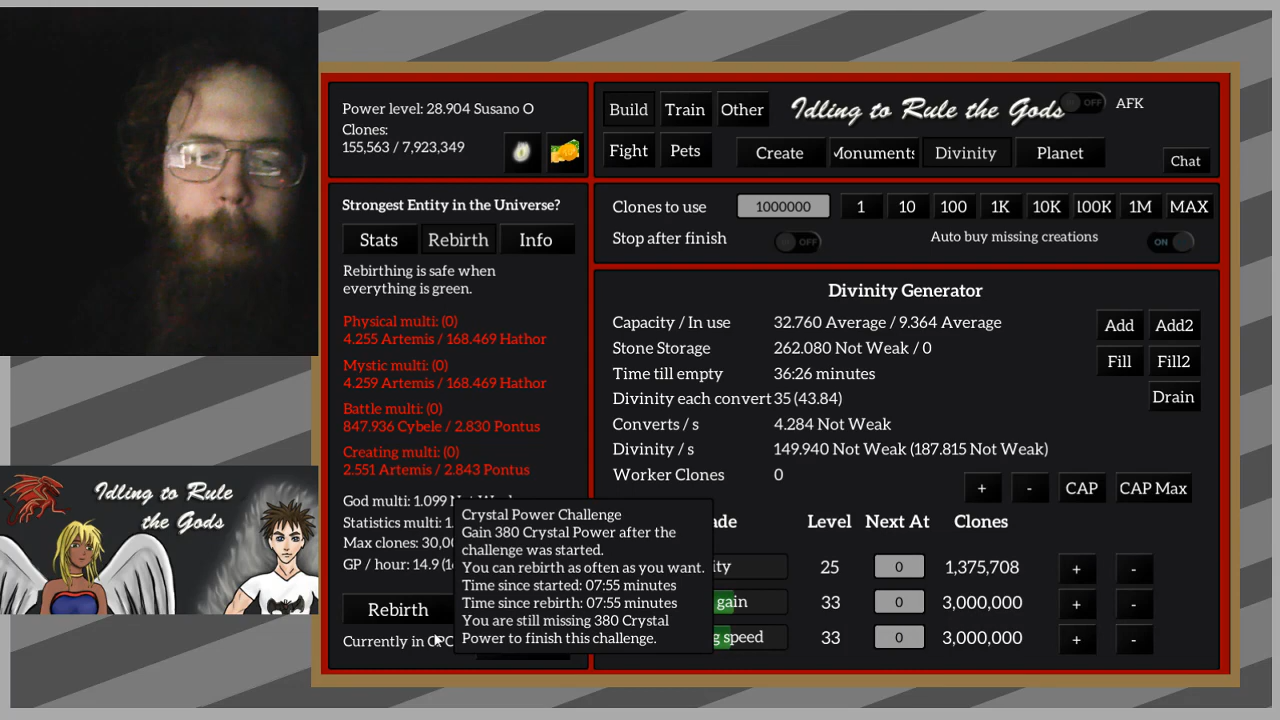 Power level: 28.904 Susano O
Clones:
155,563 / 7,923,349
Build
Train
Other
Idling to Rule the Gods
OFF
AFK
Fight
Pets
Create
Monuments
Divinity
Planet
Chat
Strongest Entity in the Universe?
Stats
Rebirth
Info
Rebirthing is safe when
everything is green.
Physical multi: (0)
4.255 Artemis / 168.469 Hathor
Mystic multi: (0)
4.259 Artemis / 168.469 Hathor
Battle multi: (0)
847.936 Cybele / 2.830 Pontus
Creating multi: (0)
2.551 Artemis / 2.843 Pontus
God multi: 1.099
Statistics multi: 1.
Max clones: 30,00
GP / hour: 14.9 (1
Rebirth
Currently in
Crystal Power Challenge
Gain 380 Crystal Power after the
challenge was started.
You can rebirth as often as you want.
Time since started: 07:55 minutes
Time since rebirth: 07:55 minutes
You are still missing 380 Crystal
Power to finish this challenge.
Clones to use
1000000
1
10
100
1K
10K
100K
1M
MAX
Stop after finish
OFF
Auto buy missing creations
ON
Divinity Generator
Capacity / In use 32.760 Average / 9.364 Average
Stone Storage 262.080 Not Weak / 0
Time till empty 36:26 minutes
Divinity each convert 35 (43.84)
Converts / s 4.284 Not Weak
Divinity / s 149.940 Not Weak (187.815 Not Weak)
Worker Clones 0
Add
Add2
Fill
Fill2
Drain
+ - CAP CAP Max
ade Level Next At Clones
ity 25 0 1,375,708 + -
gain 33 0 3,000,000 + -
g speed 33 0 3,000,000 + -
Idling to Rule
the Gods